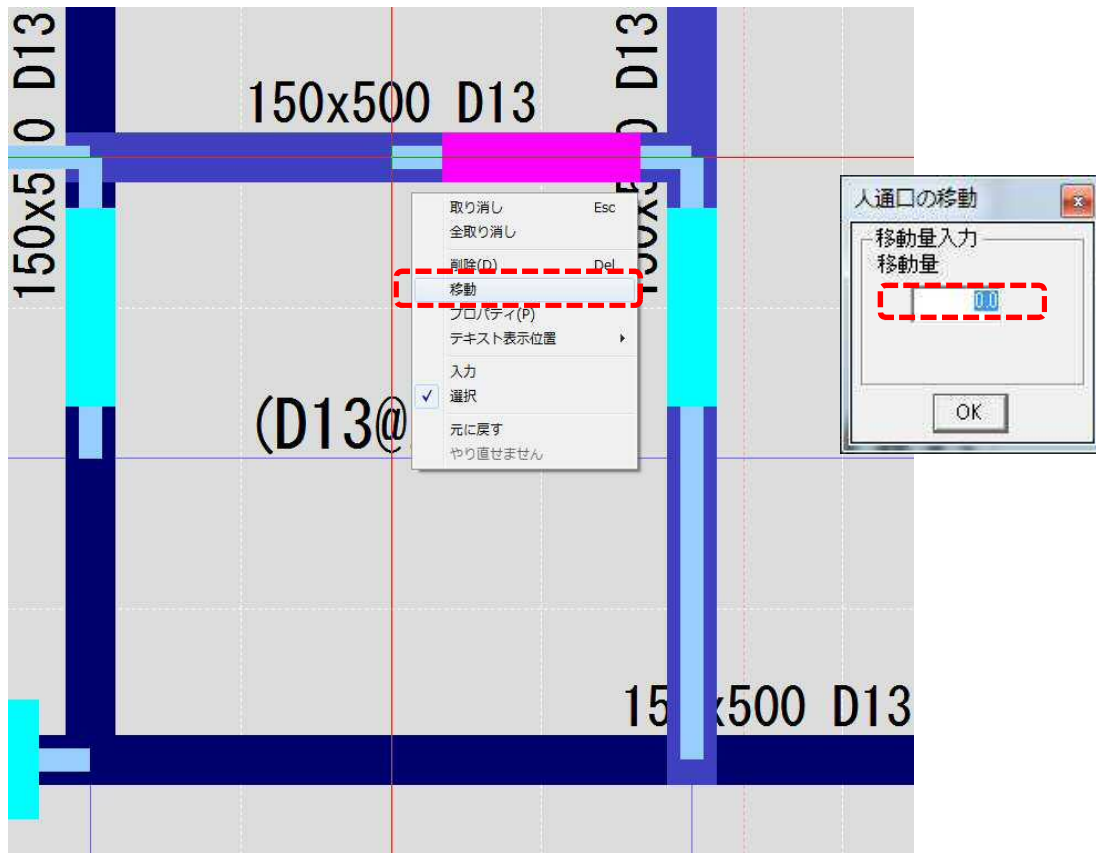 150x500 D13
D13
150x5
0 D13
取り消し Esc
全取り消し
削除(D) Del
移動
プロパティ(P)
テキスト表示位置
入力
選択
元に戻す
やり直せません
人通口の移動
移動量入力
移動量
0.0
OK
(D13@
15 x500 D13